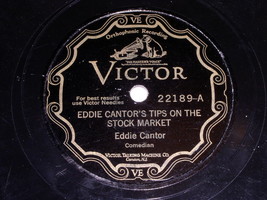 VE
Orthophonic Recording
"HIS MASTER'S VOICE"
VICTOR
For best results
use Victor Needles
22189-A
EDDIE CANTOR'S TIPS ON THE
STOCK MARKET
Eddie Cantor
Comedian
VICTOR TALKING MACHINE CO.
Camden, N.J.
VE